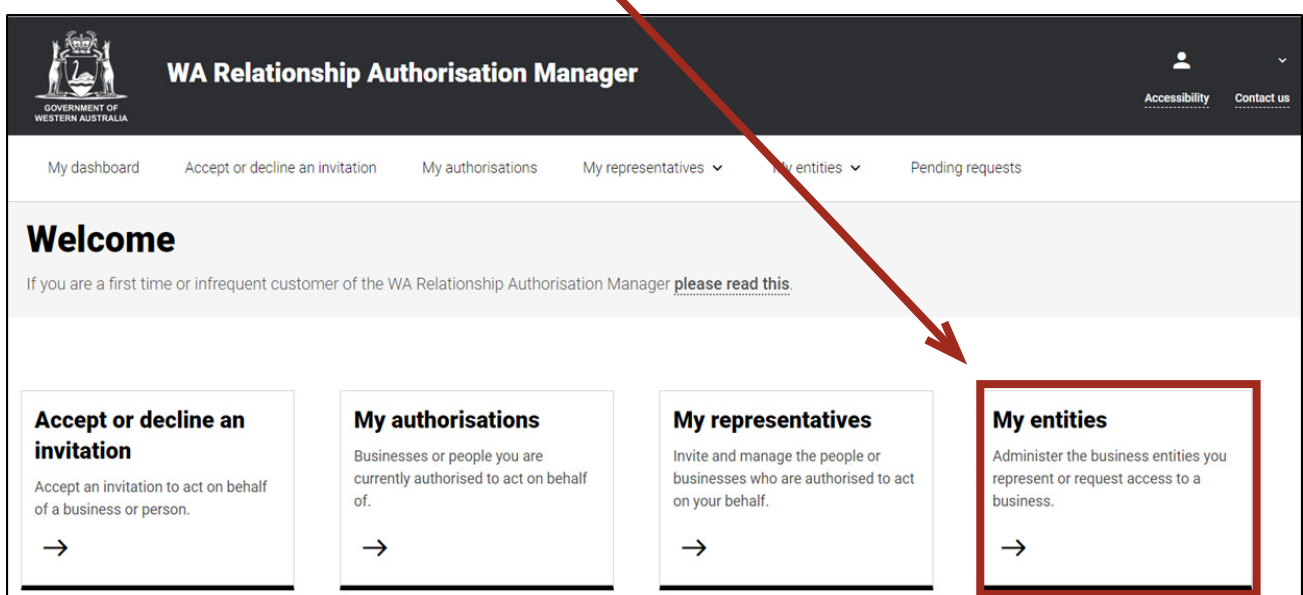 GOVERNMENT OF
WESTERN AUSTRALIA
WA Relationship Authorisation Manager
Accessibility Contact us
My dashboard Accept or decline an invitation My authorisations My representatives My entities Pending requests
Welcome
If you are a first time or infrequent customer of the WA Relationship Authorisation Manager please read this.
Accept or decline an
invitation
Accept an invitation to act on behalf
of a business or person.
My authorisations
Businesses or people you are
currently authorised to act on behalf
of.
My representatives
Invite and manage the people or
businesses who are authorised to act
on your behalf.
My entities
Administer the business entities you
represent or request access to a
business.